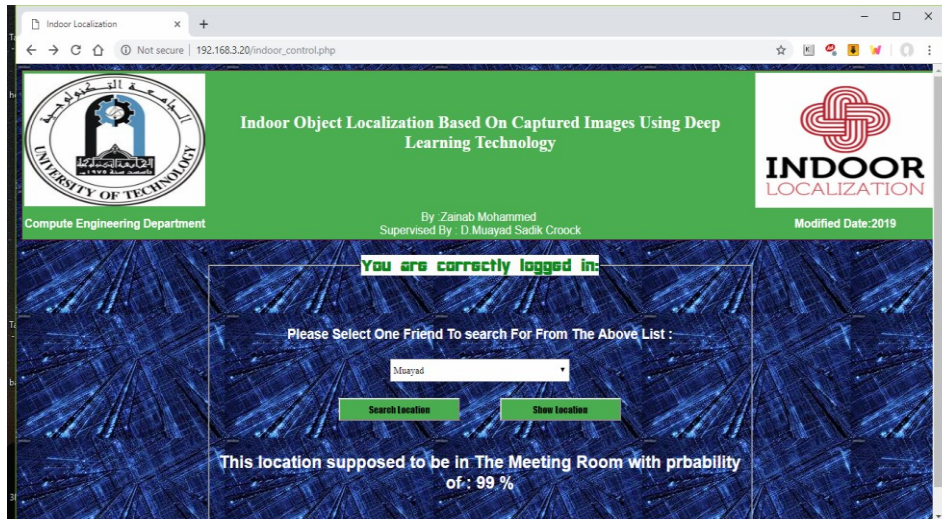 Indoor Localization
Not secure
192.168.3.20/indoor_control.php
UNIVERSITY OF TECHNOLOGY
Indoor Object Localization Based On Captured Images Using Deep
Learning Technology
INDOOR
LOCALIZATION
Compute Engineering Department
By :Zainab Mohammed
Supervised By : D.Muayad Sadik Croock
Modified Date:2019
You are correctly logged in:
Please Select One Friend To search For From The Above List :
Muayad
Search Location
Show Location
This location supposed to be in The Meeting Room with prbability
of : 99 %